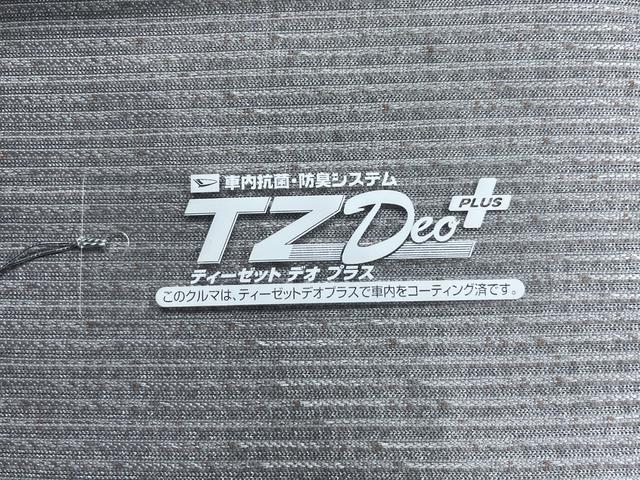 車内抗菌・防臭システム
TZ Deo PLUS
ティーゼット デオ プラス
このクルマは、ティーゼットデオプラスで車内をコーティング済です。